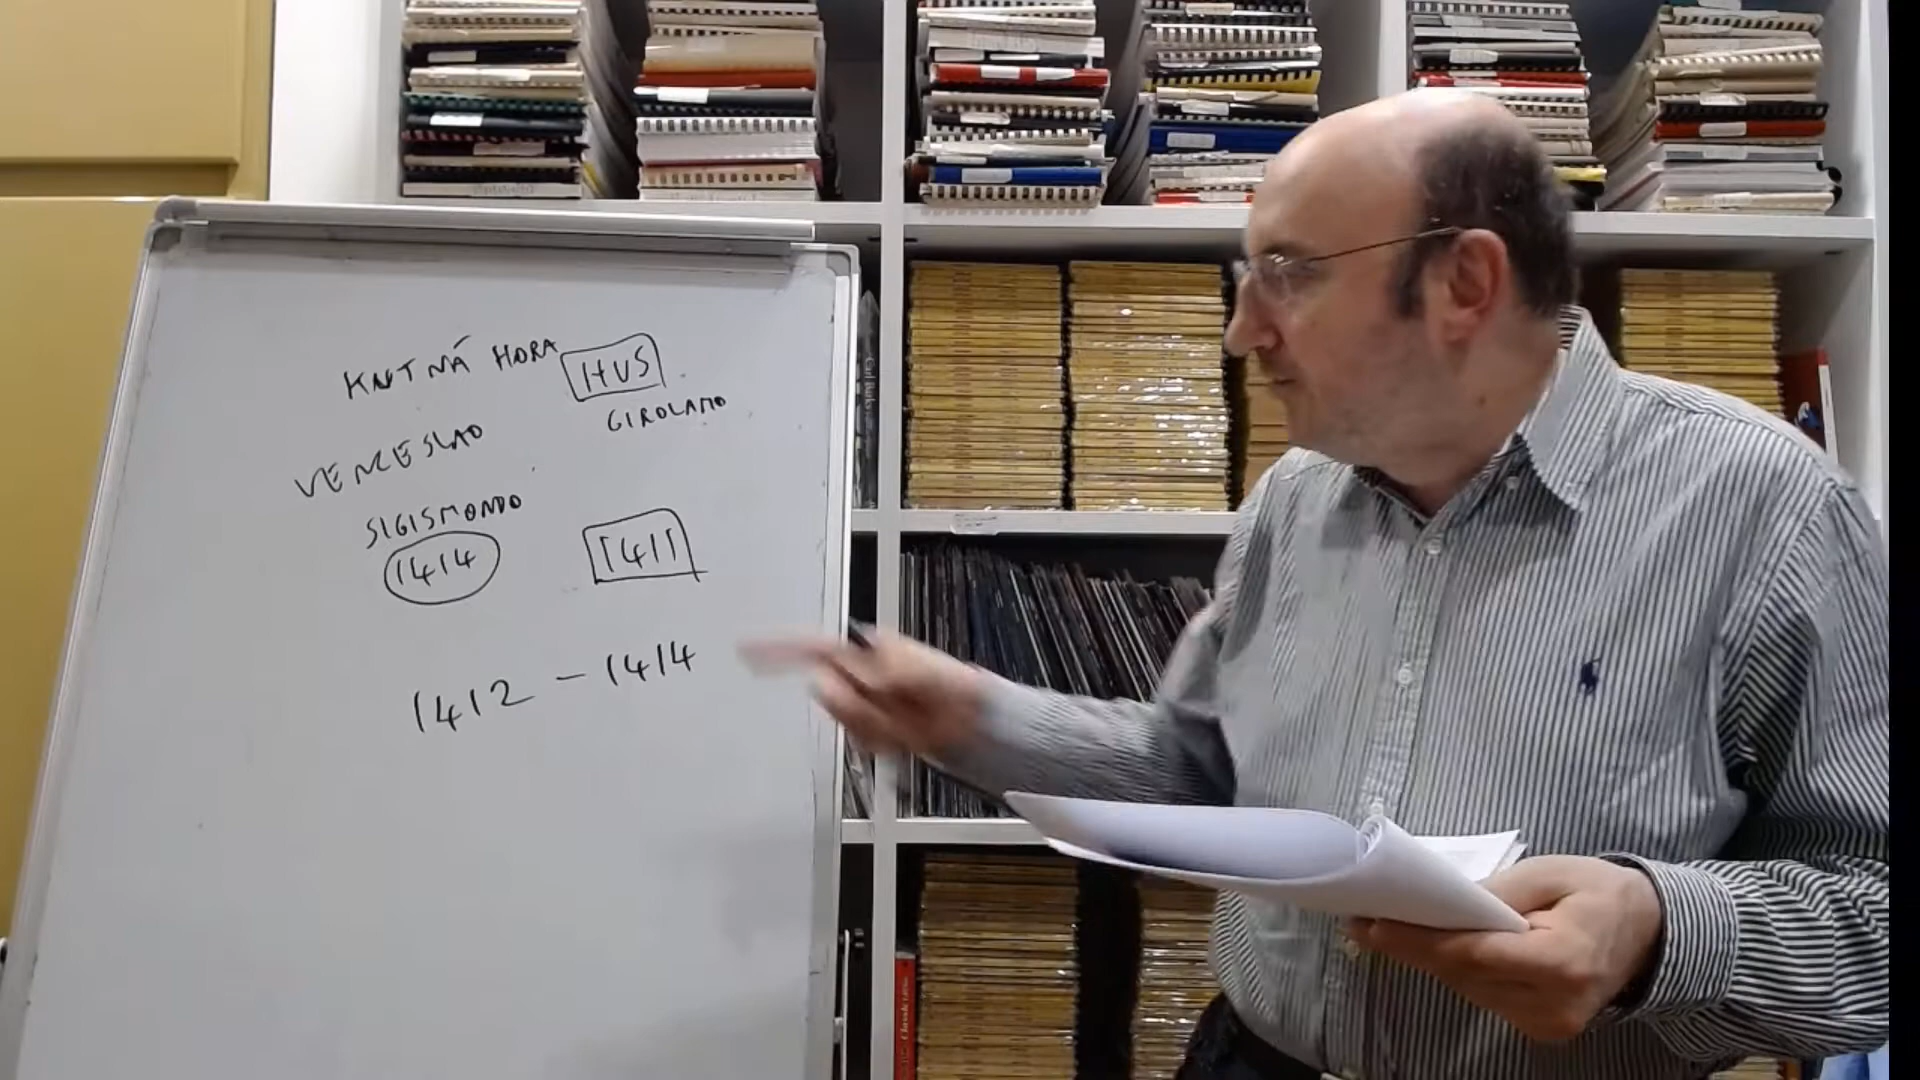 KUTNÁ HORA HUS
GIROLAMO
VENCESLAO
SIGISMONDO
1414 1411
1412 - 1414